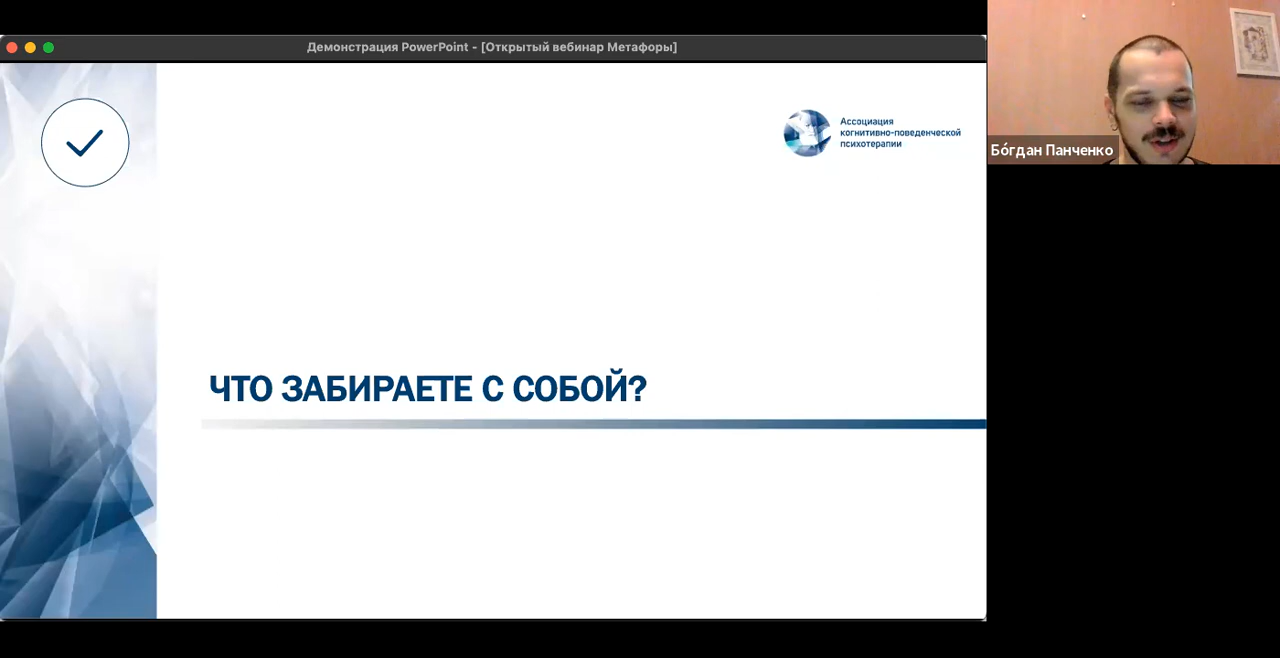 Демонстрация PowerPoint - [Открытый вебинар Метафоры]
Ассоциация
когнитивно-поведенческой
психотерапии
Бо́гдан Панченко
ЧТО ЗАБИРАЕТЕ С СОБОЙ?